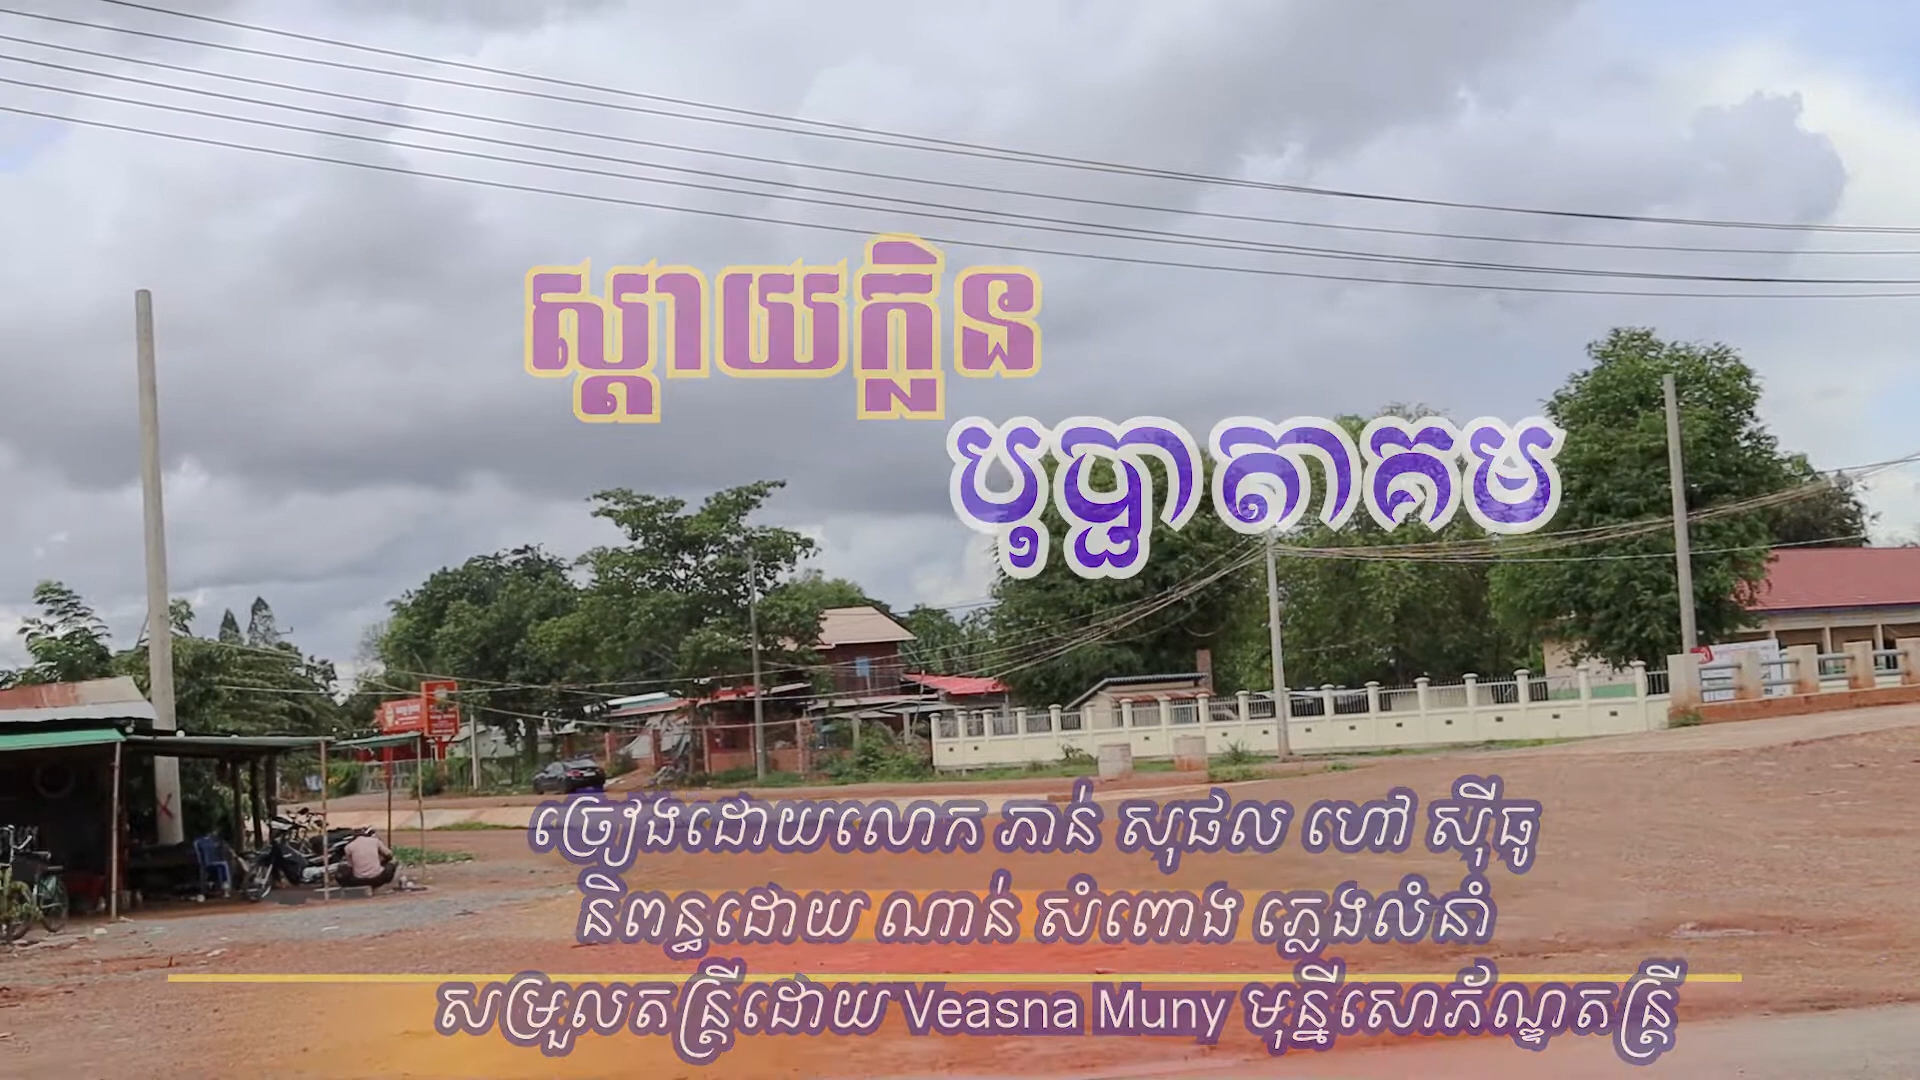 ស្ដាយក្លិន
បុប្ផាតាគម
ច្រៀងដោយលោក ភាន់ សុផល ហៅ ស៊ីធូ
និពន្ធដោយ ណាន់ សំពោង ភ្លេងលំនាំ
សម្រួលតន្ត្រីដោយ Veasna Muny មុន្នីសោភ័ណ្ឌតន្ត្រី